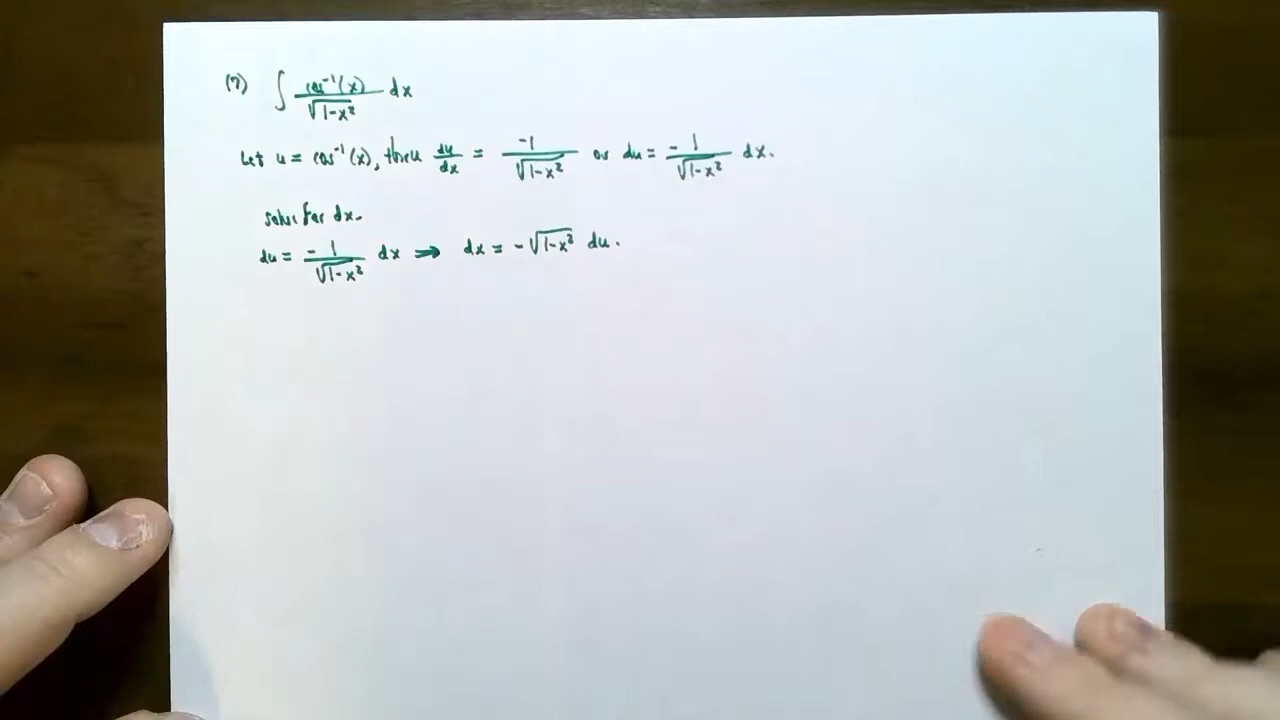 (7) ∫ cos⁻¹(x)/√(1-x²) dx
Let u = cos⁻¹(x), then du/dx = -1/√(1-x²) or du = -1/√(1-x²) dx.
Solve for dx.
du = -1/√(1-x²) dx ⇒ dx = -√(1-x²) du.